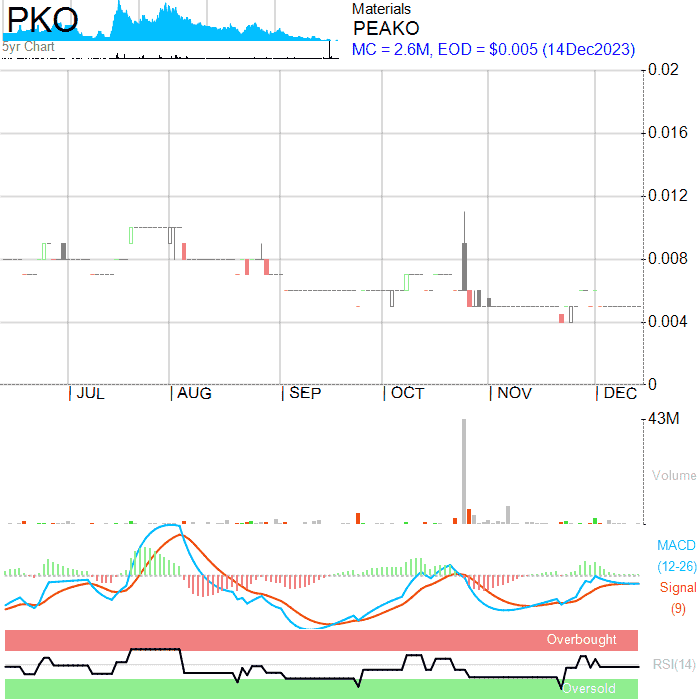 PKO
5yr Chart
Materials
PEAKO
MC = 2.6M, EOD = $0.005 (14Dec2023)
0.02
0.016
0.012
0.008
0.004
0
JUL
AUG
SEP
OCT
NOV
DEC
43M
Volume
MACD
(12-26)
Signal
(9)
Overbought
RSI(14)
Oversold